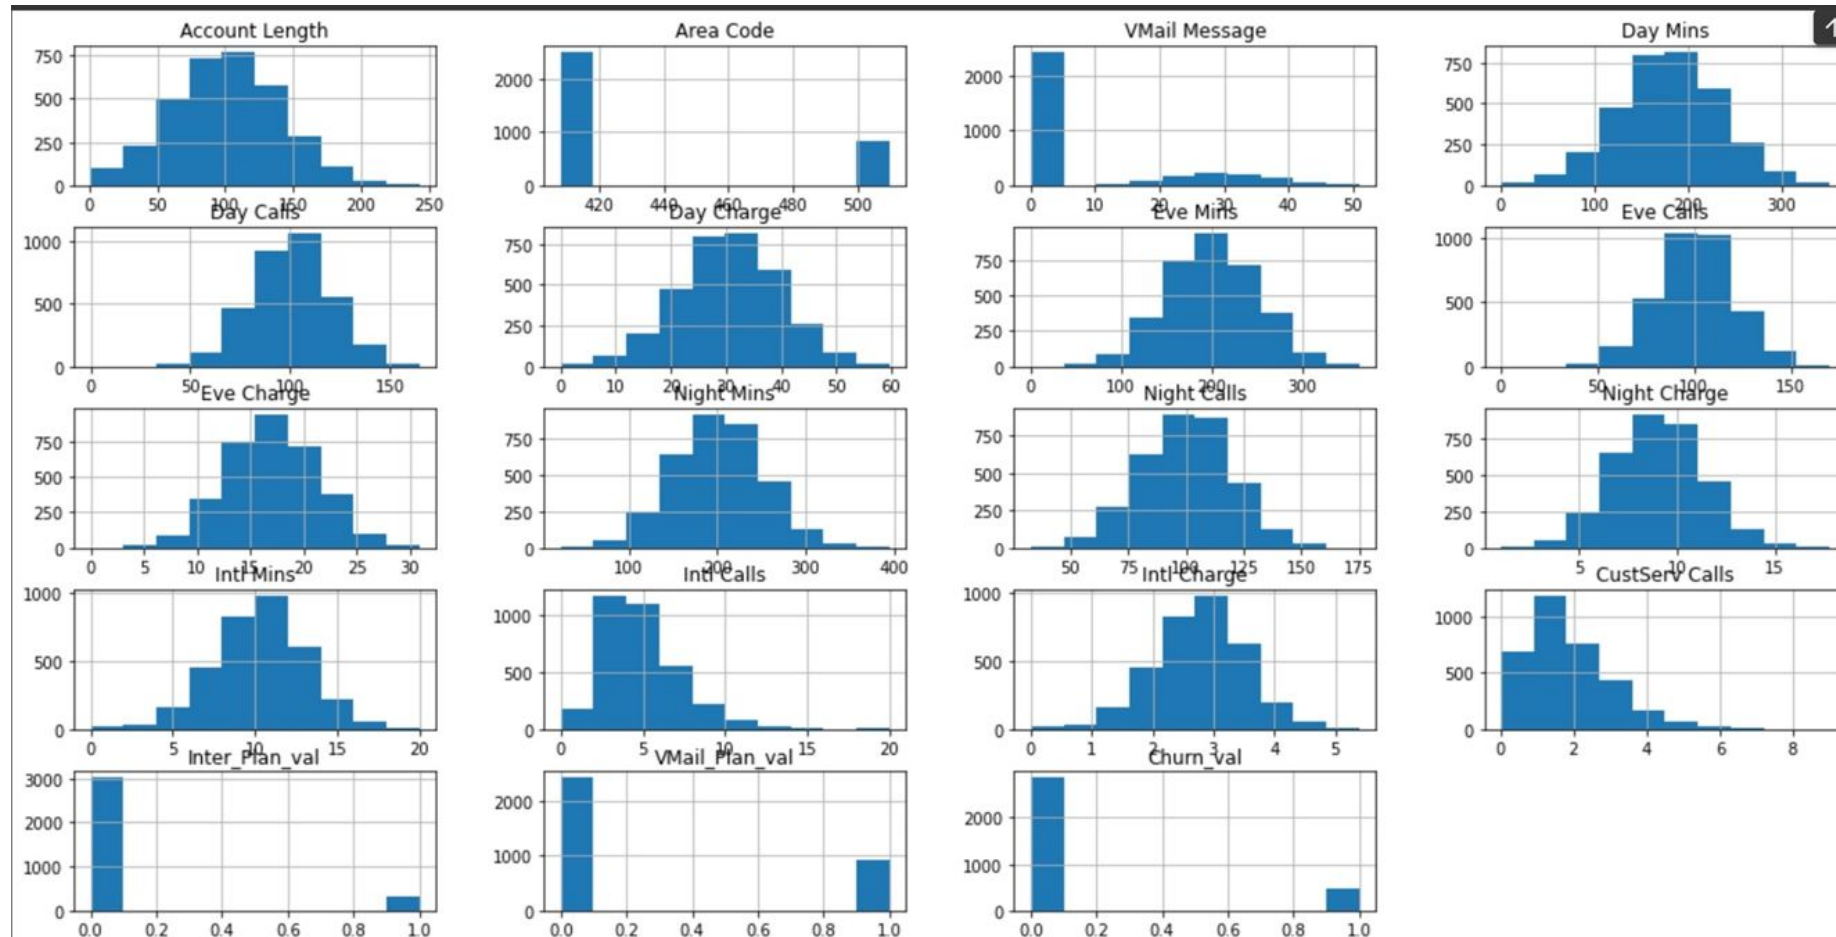 Account Length Area Code VMail Message Day Mins
750 2000 2000 750
500 500
1000 1000
250 250
0 0 0 0
0 50 100 150 200 250 420 440 460 480 500 0 10 20 30 40 50 100 200 300
Day Calls Day Charge Eve Mins Eve Calls
1000 750 750 1000
500 500 500 500
250 250
0 0 0 0
0 50 100 150 0 10 20 30 40 50 60 0 100 200 300 0 50 100 150
Eve Charge Night Mins Night Calls Night Charge
750 750 750 750
500 500 500 500
250 250 250 250
0 0 0 0
0 5 10 15 20 25 30 100 200 300 400 50 75 100 125 150 175 5 10 15
Intl Mins Intl Calls Intl Charge CustServ Calls
1000 1000 1000 1000
500 500 500 500
0 0 0 0
0 5 10 15 20 0 5 10 15 20 0 1 2 3 4 5 0 2 4 6 8
Inter_Plan_val VMail_Plan_val Churn_val
3000 2000 2000
2000
1000 1000 1000
0 0 0
0.0 0.2 0.4 0.6 0.8 1.0 0.0 0.2 0.4 0.6 0.8 1.0 0.0 0.2 0.4 0.6 0.8 1.0